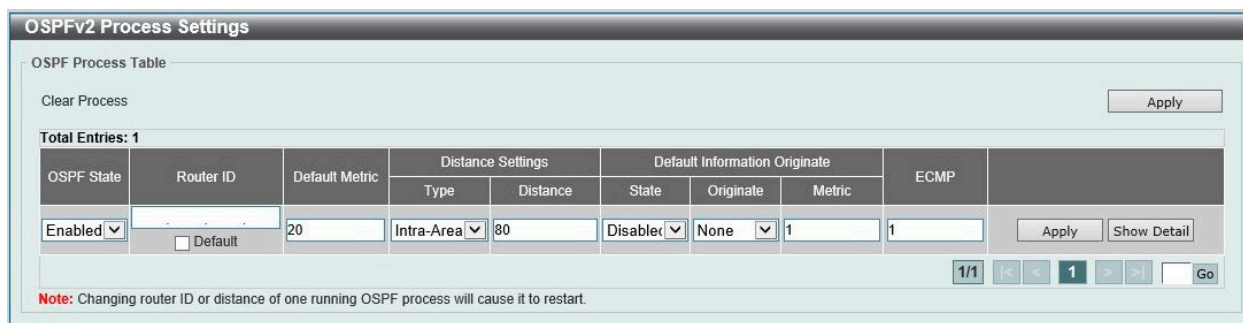 OSPFv2 Process Settings
OSPF Process Table
Clear Process Apply
Total Entries: 1
OSPF State Router ID Default Metric Distance Settings Default Information Originate ECMP
Type Distance State Originate Metric
Enabled . . . 20 Intra-Area 80 Disabled None 1 1 Apply Show Detail
Default
1/1 |< < 1 > >| Go
Note: Changing router ID or distance of one running OSPF process will cause it to restart.